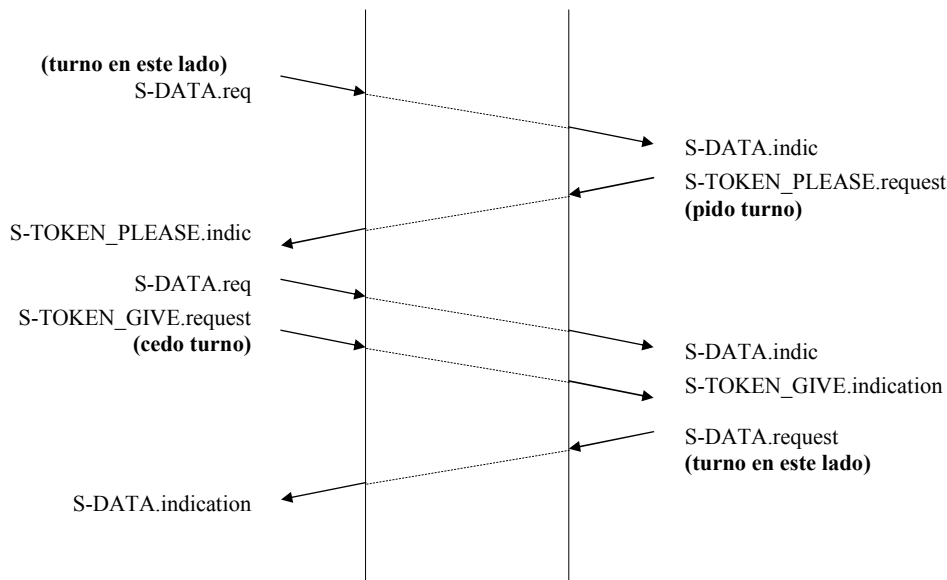 (turno en este lado)
S-DATA.req
S-DATA.indic
S-TOKEN_PLEASE.request
(pido turno)
S-TOKEN_PLEASE.indic
S-DATA.req
S-TOKEN_GIVE.request
(cedo turno)
S-DATA.indic
S-TOKEN_GIVE.indication
S-DATA.request
(turno en este lado)
S-DATA.indication